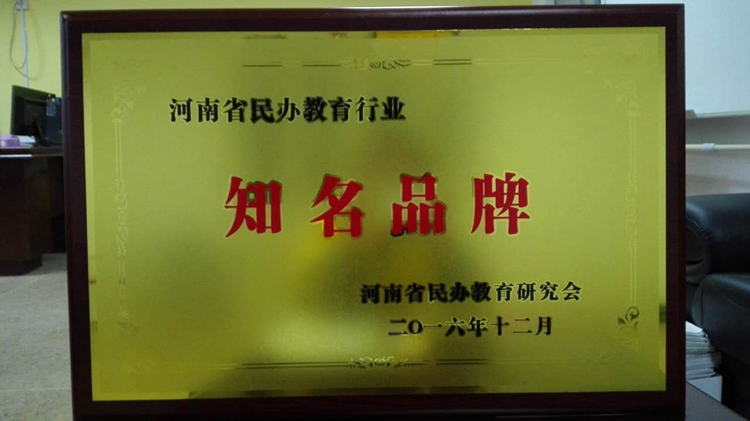 河南省民办教育行业
知名品牌
河南省民办教育研究会
二〇一六年十二月